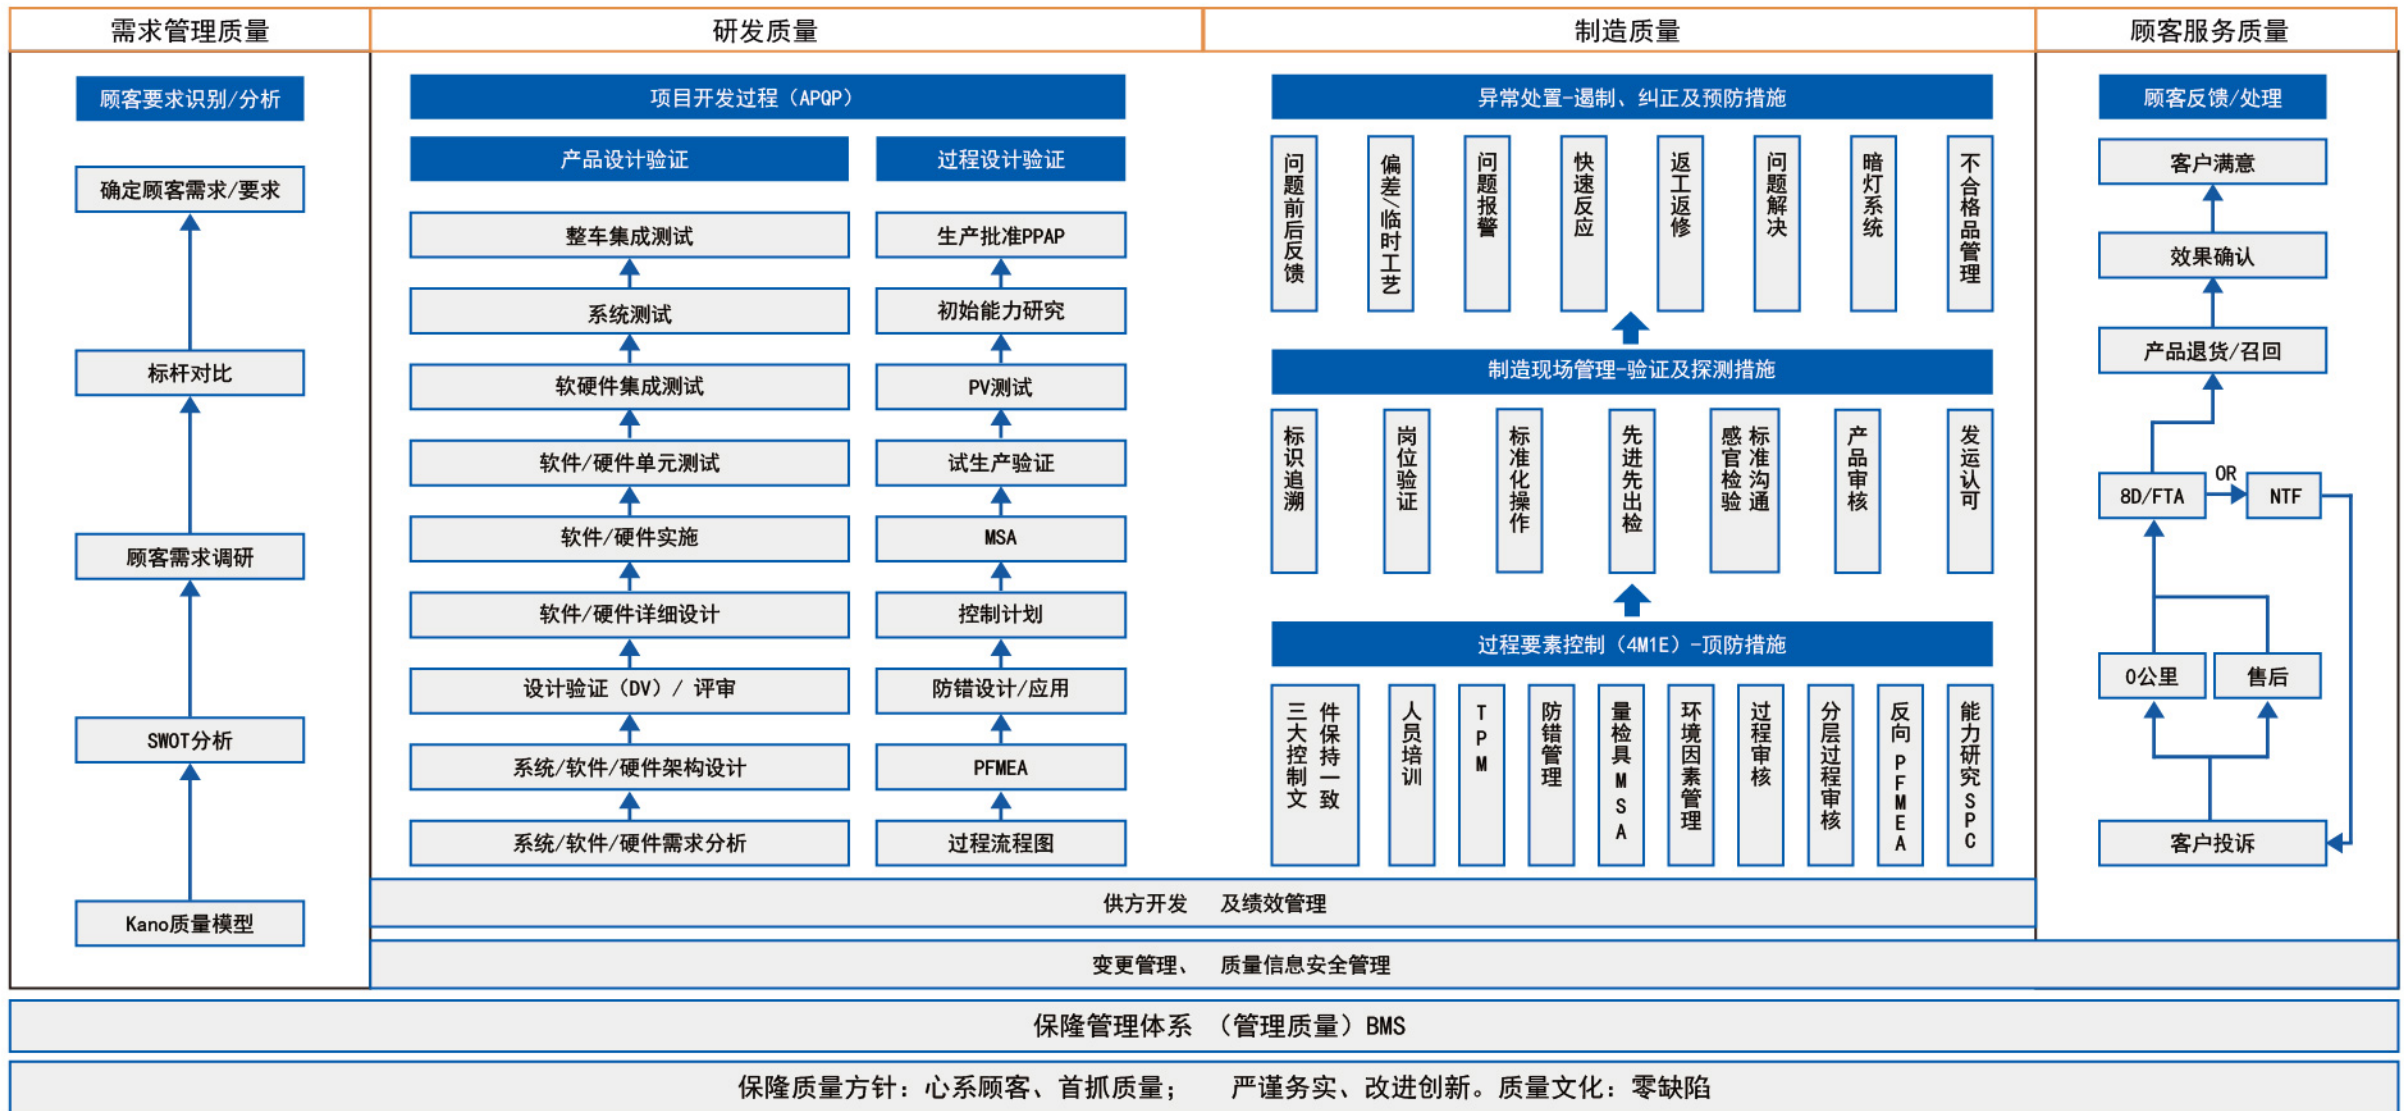 需求管理质量
研发质量
制造质量
顾客服务质量
顾客要求识别/分析
确定顾客需求/要求
标杆对比
顾客需求调研
SWOT分析
Kano质量模型
项目开发过程（APQP）
产品设计验证
整车集成测试
系统测试
软硬件集成测试
软件/硬件单元测试
软件/硬件实施
软件/硬件详细设计
设计验证（DV）/ 评审
系统/软件/硬件架构设计
系统/软件/硬件需求分析
过程设计验证
生产批准PPAP
初始能力研究
PV测试
试生产验证
MSA
控制计划
防错设计/应用
PFMEA
过程流程图
异常处置-遏制、纠正及预防措施
问题前后反馈
偏差/临时工艺
问题报警
快速反应
返工返修
问题解决
暗灯系统
不合格品管理
制造现场管理-验证及探测措施
标识追溯
岗位验证
标准化操作
先进先出检
感官检验
标准沟通
产品审核
发运认可
过程要素控制（4M1E）-顶防措施
三大控制文
件保持一致
人员培训
TPM
防错管理
量检具MSA
环境因素管理
过程审核
分层过程审核
反向PFMEA
能力研究SPC
顾客反馈/处理
客户满意
效果确认
产品退货/召回
8D/FTA
OR
NTF
0公里
售后
客户投诉
供方开发 及绩效管理
变更管理、 质量信息安全管理
保隆管理体系 （管理质量）BMS
保隆质量方针：心系顾客、首抓质量； 严谨务实、改进创新。质量文化：零缺陷